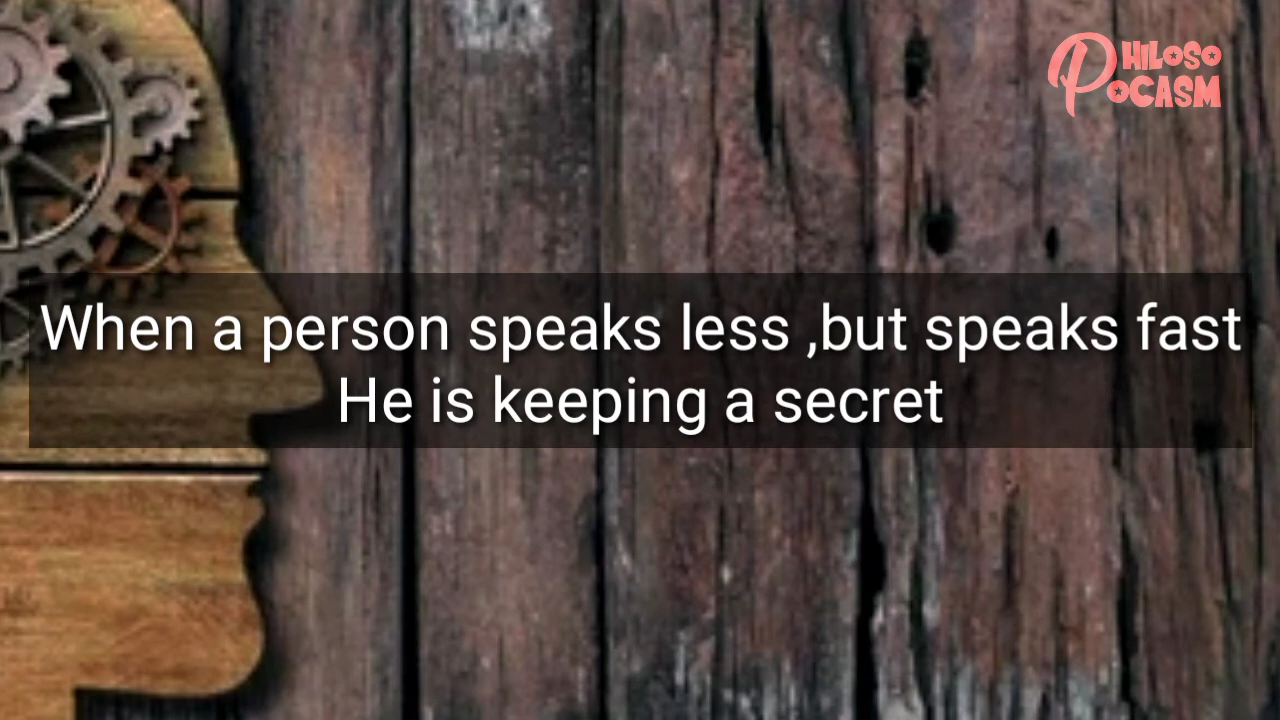 PHILOSO
POCASM
When a person speaks less ,but speaks fast
He is keeping a secret